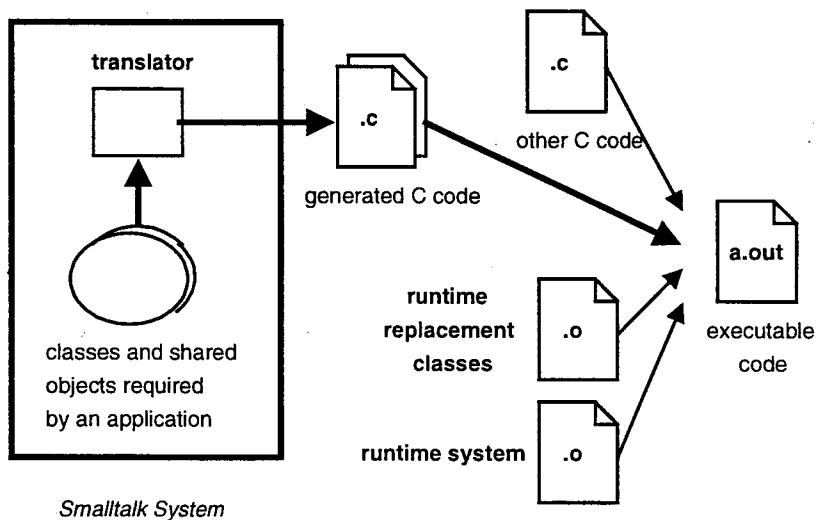 translator
.c
generated C code
.c
other C code
classes and shared
objects required
by an application
runtime
replacement
classes
.o
runtime system
.o
a.out
executable
code
Smalltalk System